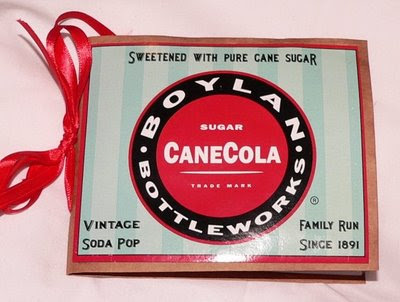 SWEETENED WITH PURE CANE SUGAR
BOYLAN
SUGAR
CANECOLA
TRADE MARK
• BOTTLEWORKS •
®
VINTAGE
SODA POP
FAMILY RUN
SINCE 1891